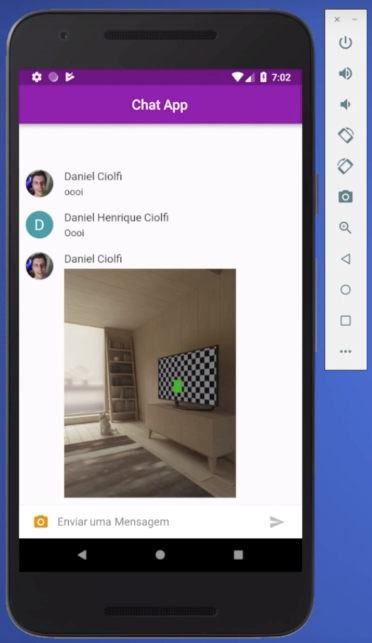 7:02
Chat App
Daniel Ciolfi
oooi
D
Daniel Henrique Ciolfi
Oooi
Daniel Ciolfi
Enviar uma Mensagem